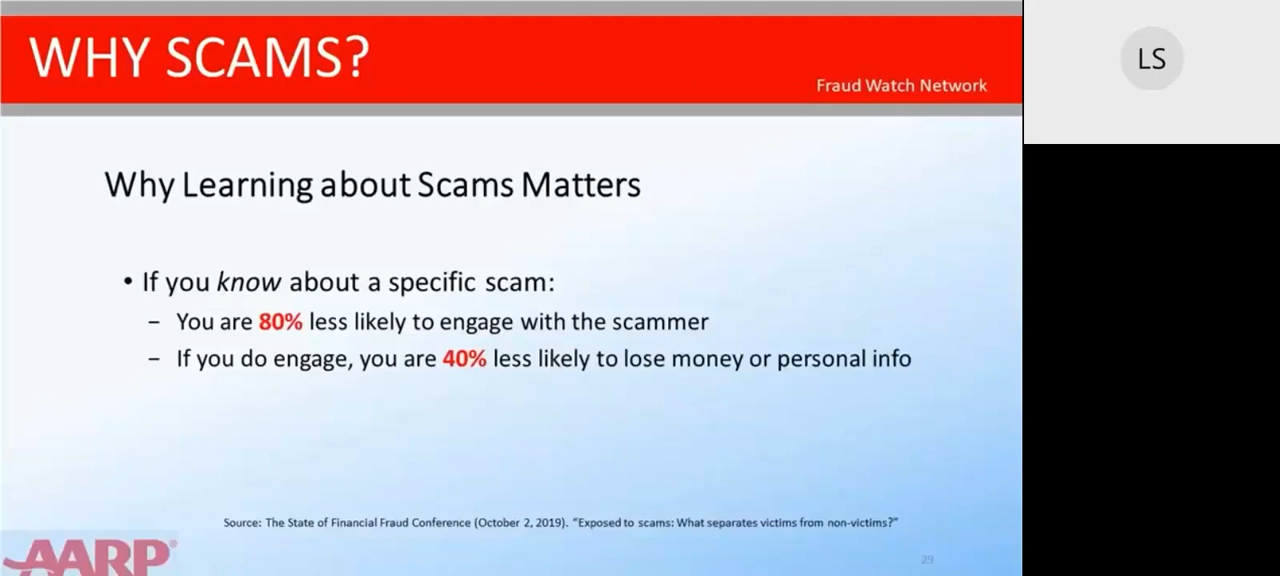 WHY SCAMS?
Fraud Watch Network
LS
Why Learning about Scams Matters
• If you know about a specific scam:
– You are 80% less likely to engage with the scammer
– If you do engage, you are 40% less likely to lose money or personal info
Source: The State of Financial Fraud Conference (October 2, 2019). "Exposed to scams: What separates victims from non-victims?"
AARP®
29